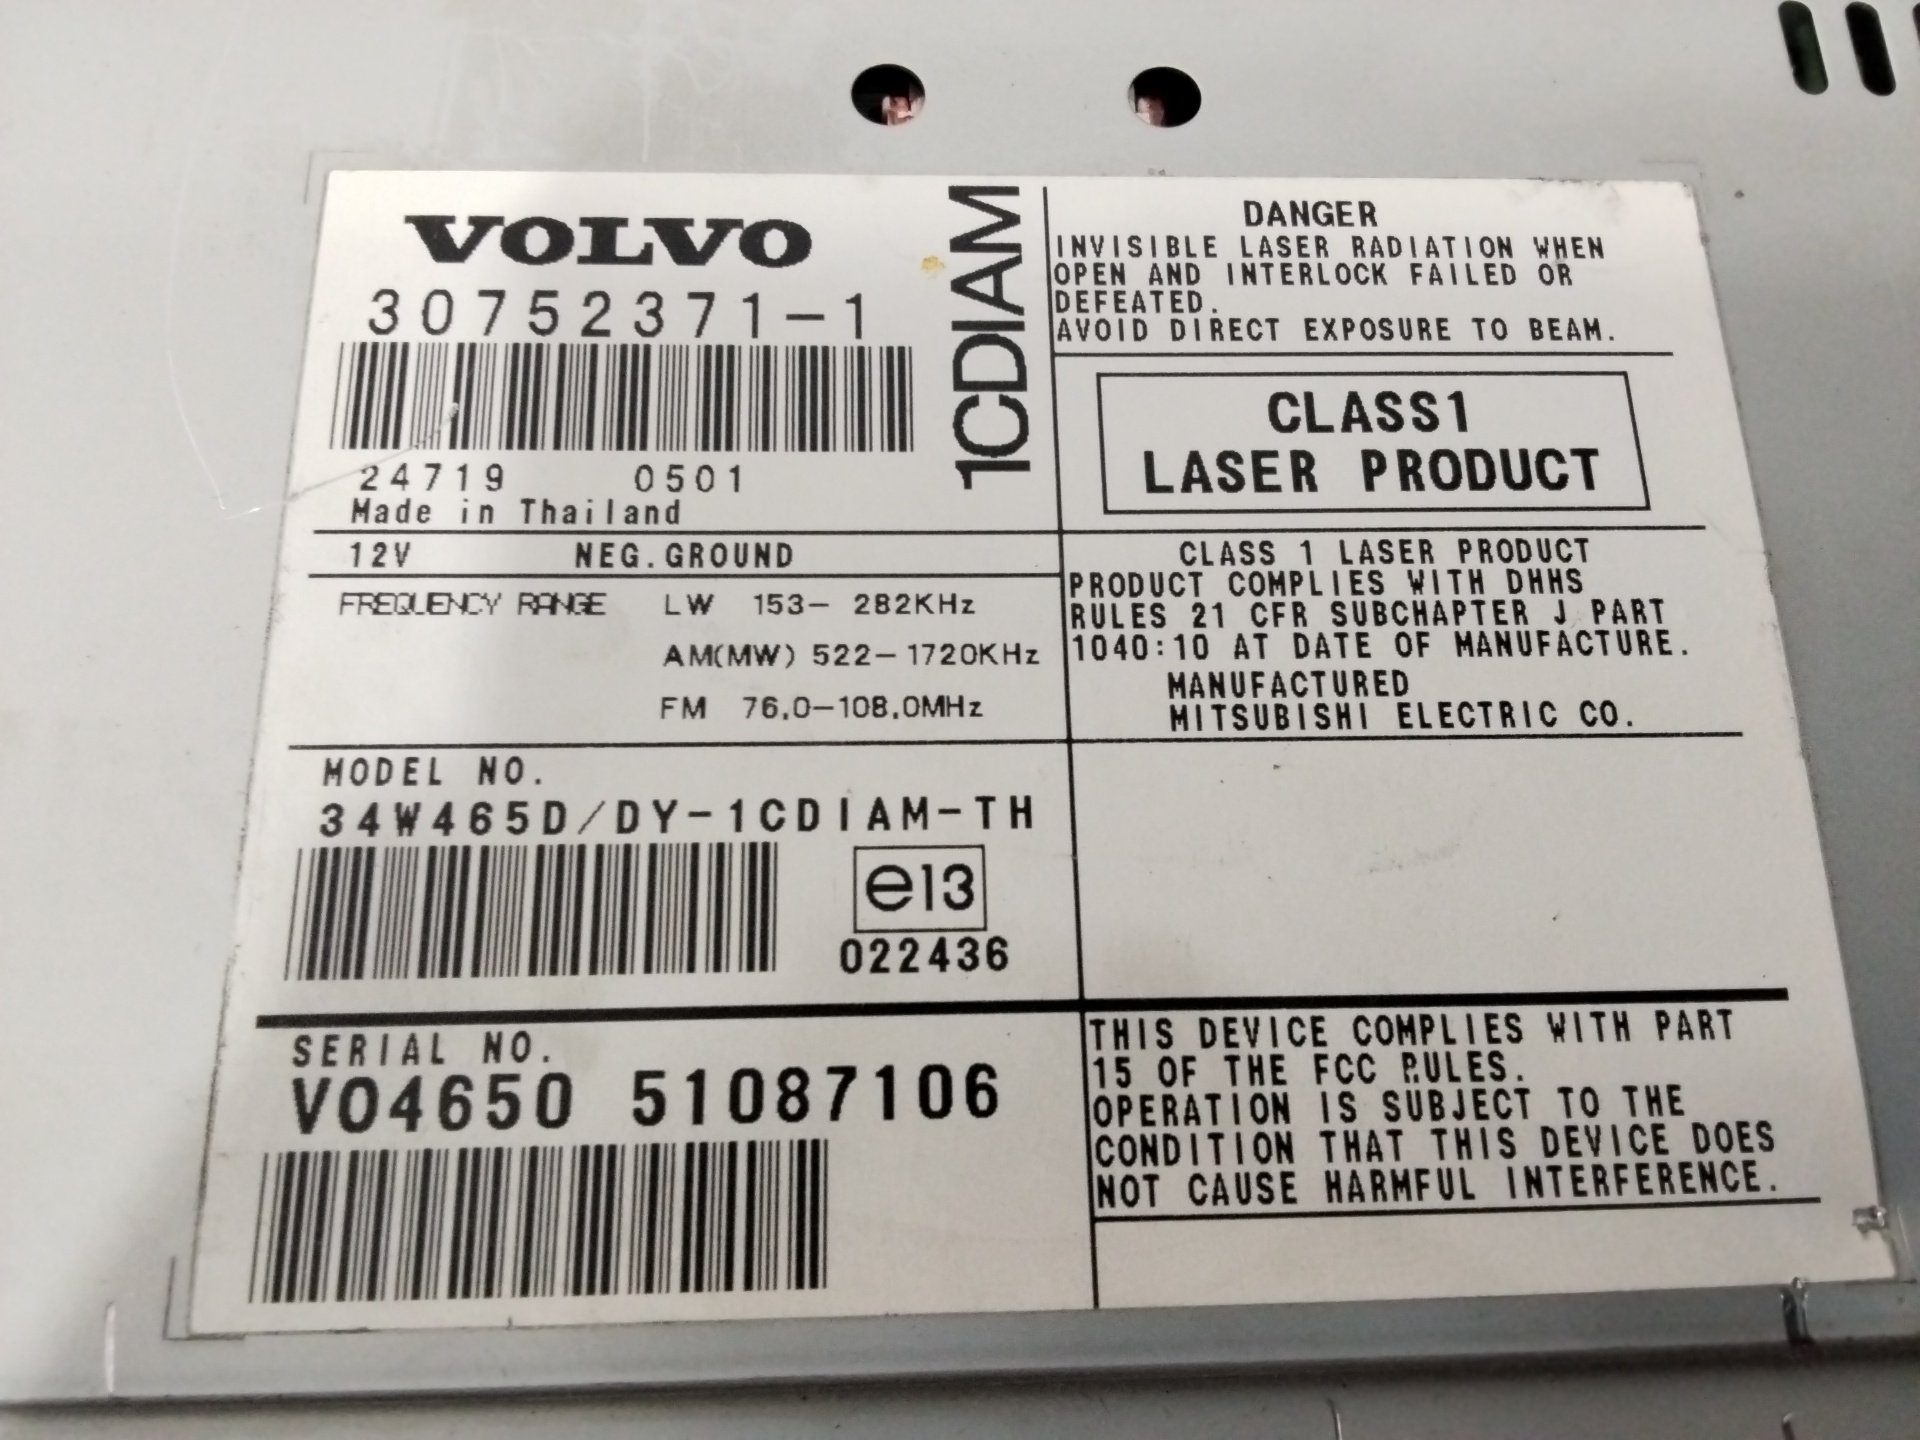 VOLVO
30752371-1
24719 0501
Made in Thailand
1CDIAM
12V NEG.GROUND
FREQUENCY RANGE LW 153- 282KHz
AM(MW) 522-1720KHz
FM 76.0-108.0MHz
MODEL NO.
34W465D/DY-1CDIAM-TH
e13
022436
SERIAL NO.
VO4650 51087106
DANGER
INVISIBLE LASER RADIATION WHEN
OPEN AND INTERLOCK FAILED OR
DEFEATED.
AVOID DIRECT EXPOSURE TO BEAM.
CLASS1
LASER PRODUCT
CLASS 1 LASER PRODUCT
PRODUCT COMPLIES WITH DHHS
RULES 21 CFR SUBCHAPTER J PART
1040:10 AT DATE OF MANUFACTURE.
MANUFACTURED
MITSUBISHI ELECTRIC CO.
THIS DEVICE COMPLIES WITH PART
15 OF THE FCC RULES.
OPERATION IS SUBJECT TO THE
CONDITION THAT THIS DEVICE DOES
NOT CAUSE HARMFUL INTERFERENCE.